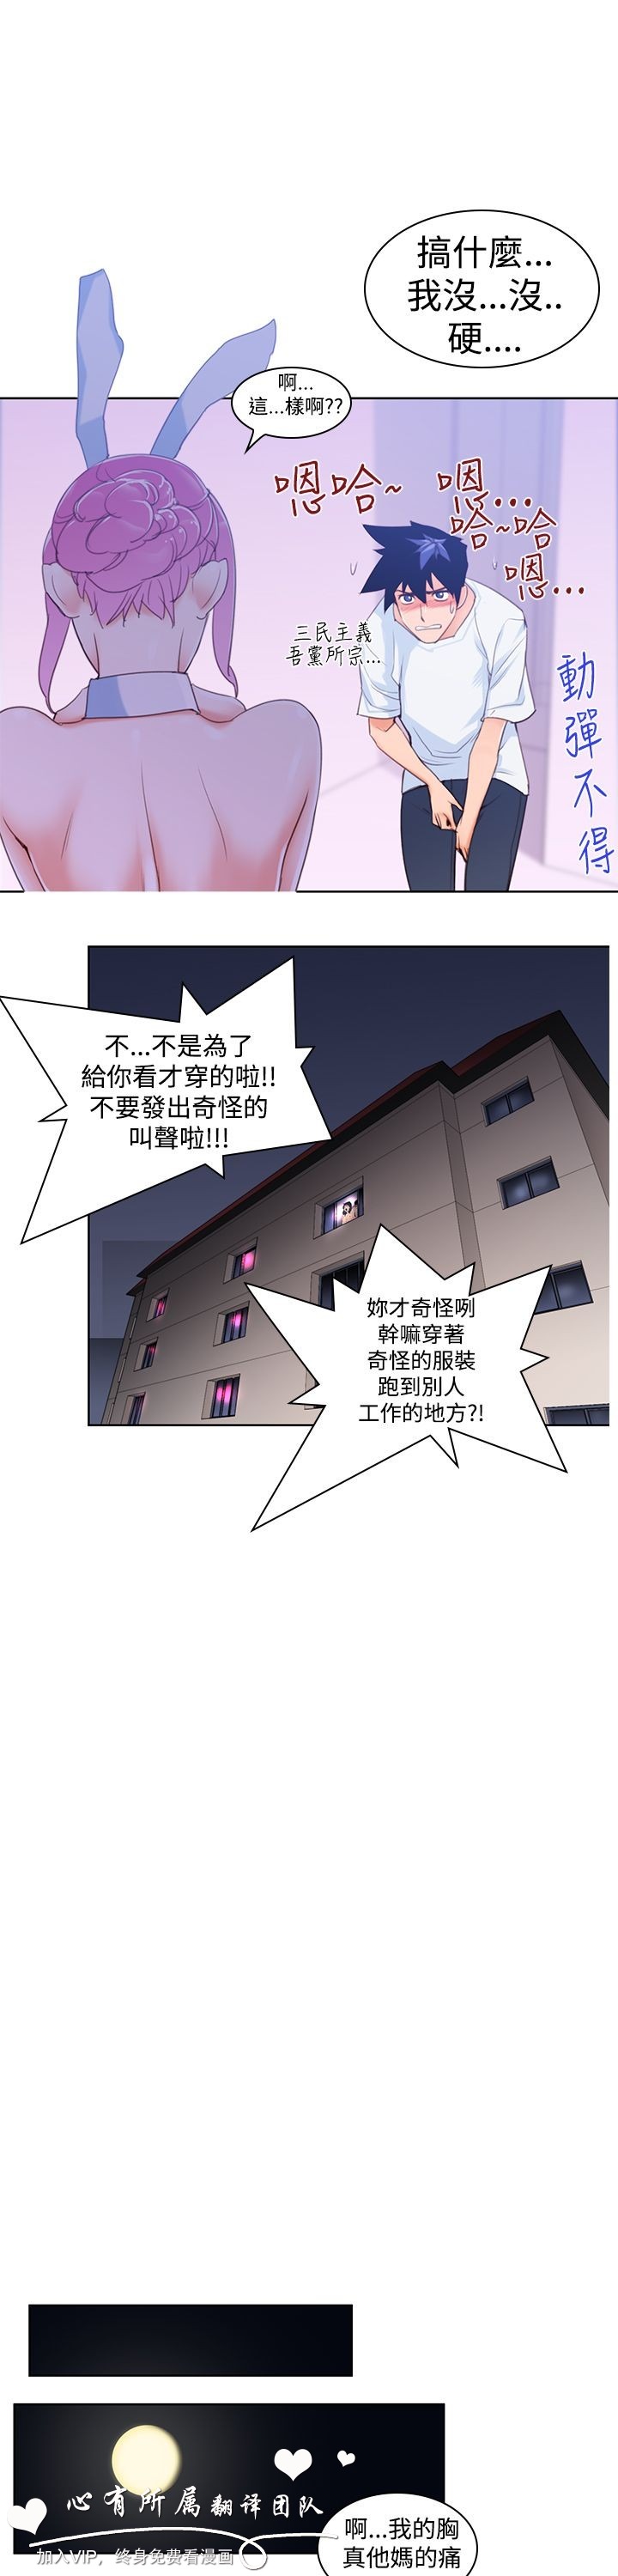 搞什麼...
我沒...沒..
硬....
啊...
這...樣啊??
嗯哈~
嗯...
哈~哈
嗯...
三民主義
吾黨所宗...
動彈不得
不...不是為了
給你看才穿的啦!!
不要發出奇怪的
叫聲啦!!!
妳才奇怪咧
幹嘛穿著
奇怪的服裝
跑到別人
工作的地方?!
心有所属翻译团队
加入VIP，终身免费看漫画
啊...我的胸
真他媽的痛